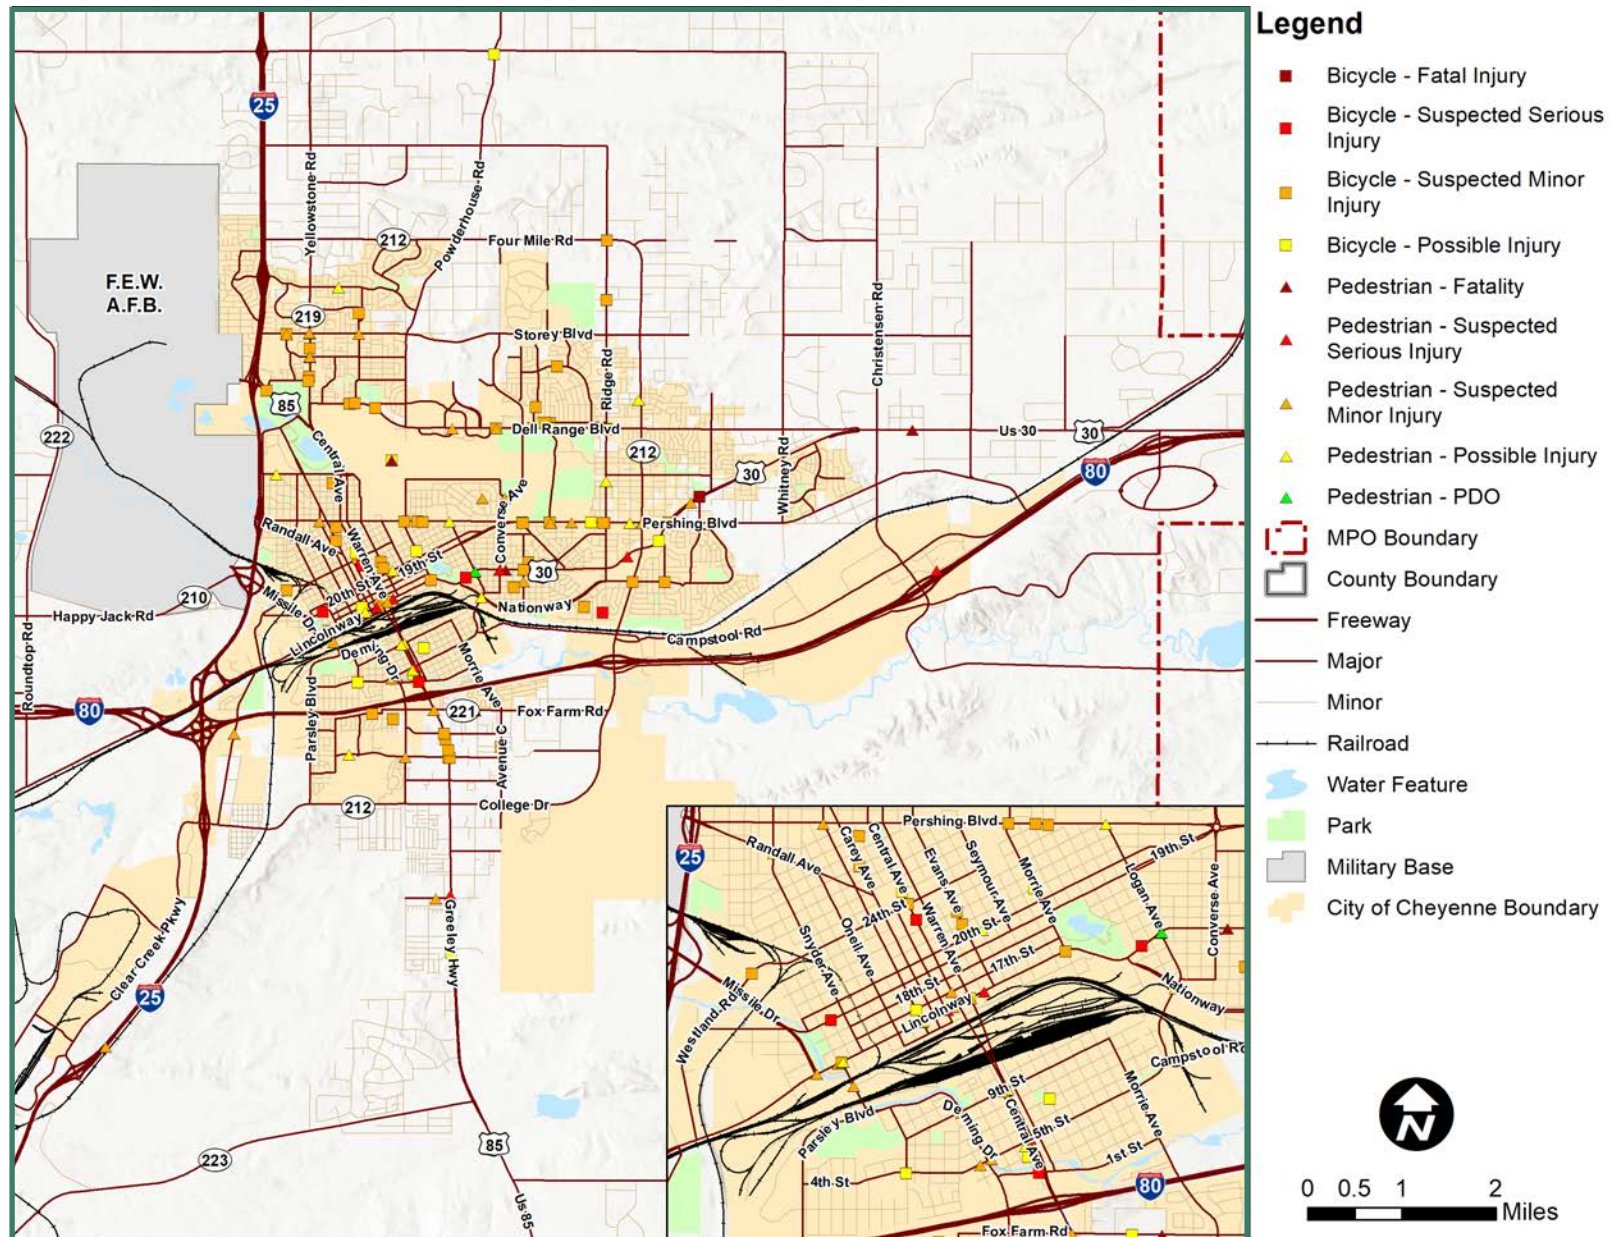 Legend
Bicycle - Fatal Injury
Bicycle - Suspected Serious
Injury
Bicycle - Suspected Minor
Injury
Bicycle - Possible Injury
Pedestrian - Fatality
Pedestrian - Suspected
Serious Injury
Pedestrian - Suspected
Minor Injury
Pedestrian - Possible Injury
Pedestrian - PDO
MPO Boundary
County Boundary
Freeway
Major
Minor
Railroad
Water Feature
Park
Military Base
City of Cheyenne Boundary
N
0 0.5 1 2
Miles
25
Yellowstone Rd
Powderhouse Rd
212
Four Mile Rd
F.E.W.
A.F.B.
219
Storey Blvd
Christensen Rd
Ridge Rd
85
222
Central Ave
Dell Range Blvd
Us 30
30
212
30
80
Whitney Rd
Converse Ave
Pershing Blvd
Randall Ave
Warren Ave
19th St
30
210
20th St
Missile Dr
Nationway
Happy Jack Rd
Lincolnway
Campstool Rd
Deming Dr
Morrie Ave
Roundtop Rd
80
Parsley Blvd
221
Fox Farm Rd
Avenue C
212
College Dr
Greeley Hwy
Clear Creek Pkwy
25
85
223
Us 85
Pershing Blvd
25
Randall Ave
Carey Ave
Central Ave
Evans Ave
Seymour Ave
Morrie Ave
19th St
Logan Ave
Converse Ave
24th St
Oneil Ave
Snyder Ave
Warren Ave
20th St
17th St
18th St
Missile Dr
Westland Rd
Lincolnway
Nationway
Campstool Rd
9th St
Parsley Blvd
Deming Dr
Central Ave
5th St
Morrie Ave
1st St
4th St
80
Fox Farm Rd